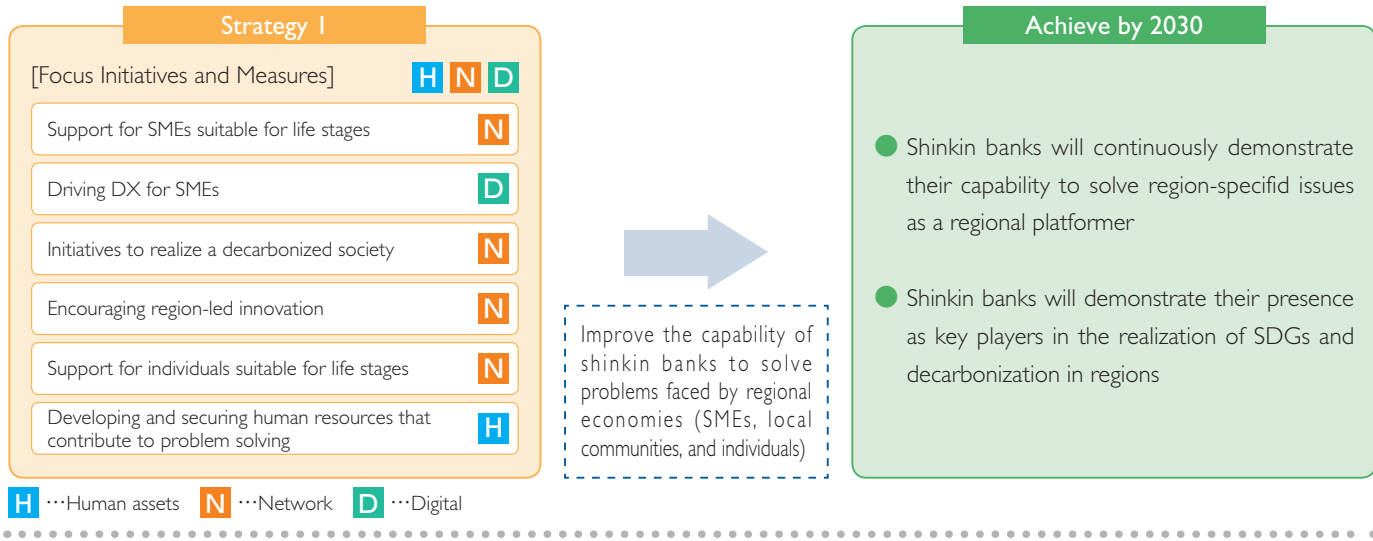 Strategy 1
[Focus Initiatives and Measures] H N D
Support for SMEs suitable for life stages N
Driving DX for SMEs D
Initiatives to realize a decarbonized society N
Encouraging region-led innovation N
Support for individuals suitable for life stages N
Developing and securing human resources that
contribute to problem solving H
H …Human assets N …Network D …Digital
Improve the capability of
shinkin banks to solve
problems faced by regional
economies (SMEs, local
communities, and individuals)
Achieve by 2030
● Shinkin banks will continuously demonstrate
their capability to solve region-specifid issues
as a regional platformer
● Shinkin banks will demonstrate their presence
as key players in the realization of SDGs and
decarbonization in regions